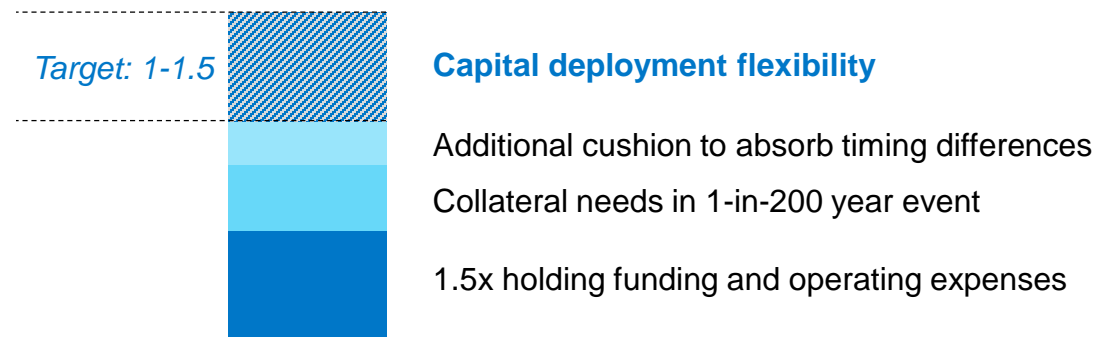 Target: 1-1.5
Capital deployment flexibility
Additional cushion to absorb timing differences
Collateral needs in 1-in-200 year event
1.5x holding funding and operating expenses